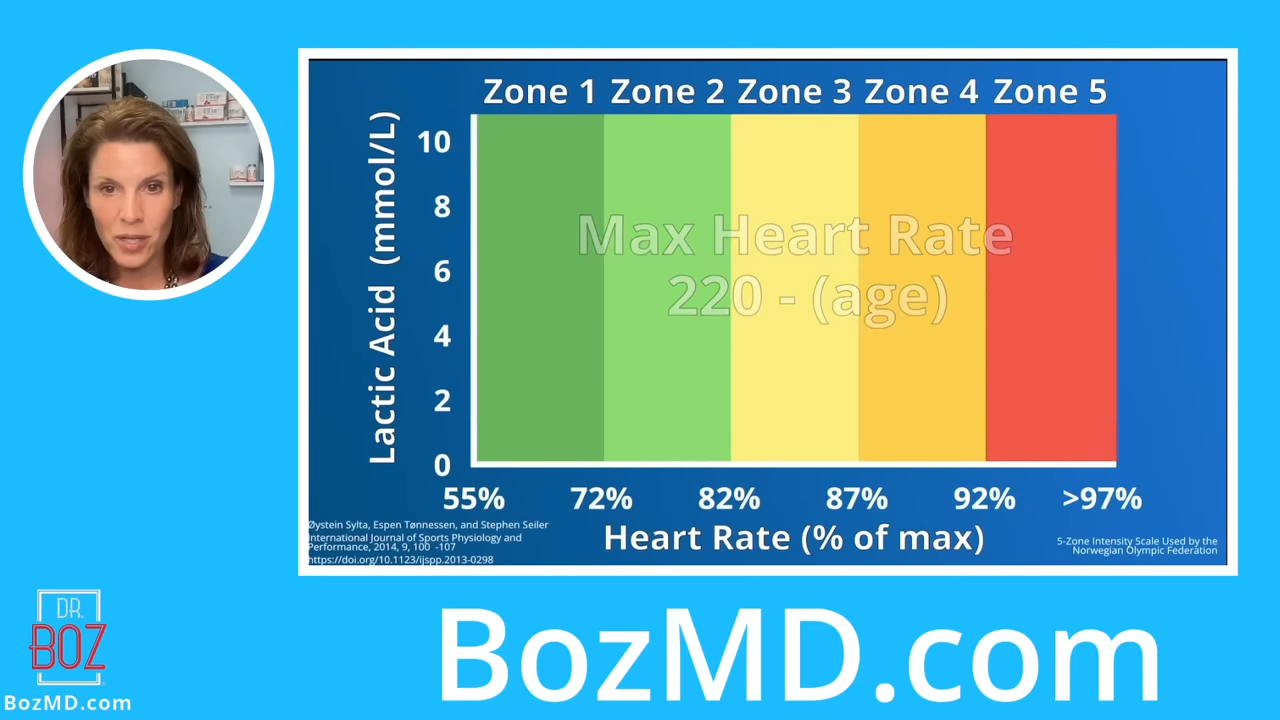 Zone 1 Zone 2 Zone 3 Zone 4 Zone 5
Lactic Acid (mmol/L)
10
8
6
4
2
0
Max Heart Rate
220 - (age)
55% 72% 82% 87% 92% >97%
Heart Rate (% of max)
Øystein Sylta, Espen Tønnessen, and Stephen Seiler
International Journal of Sports Physiology and
Performance, 2014, 9, 100 -107
https://doi.org/10.1123/ijspp.2013-0298
5-Zone Intensity Scale Used by the
Norwegian Olympic Federation
DR.
BOZ
BozMD.com
BozMD.com